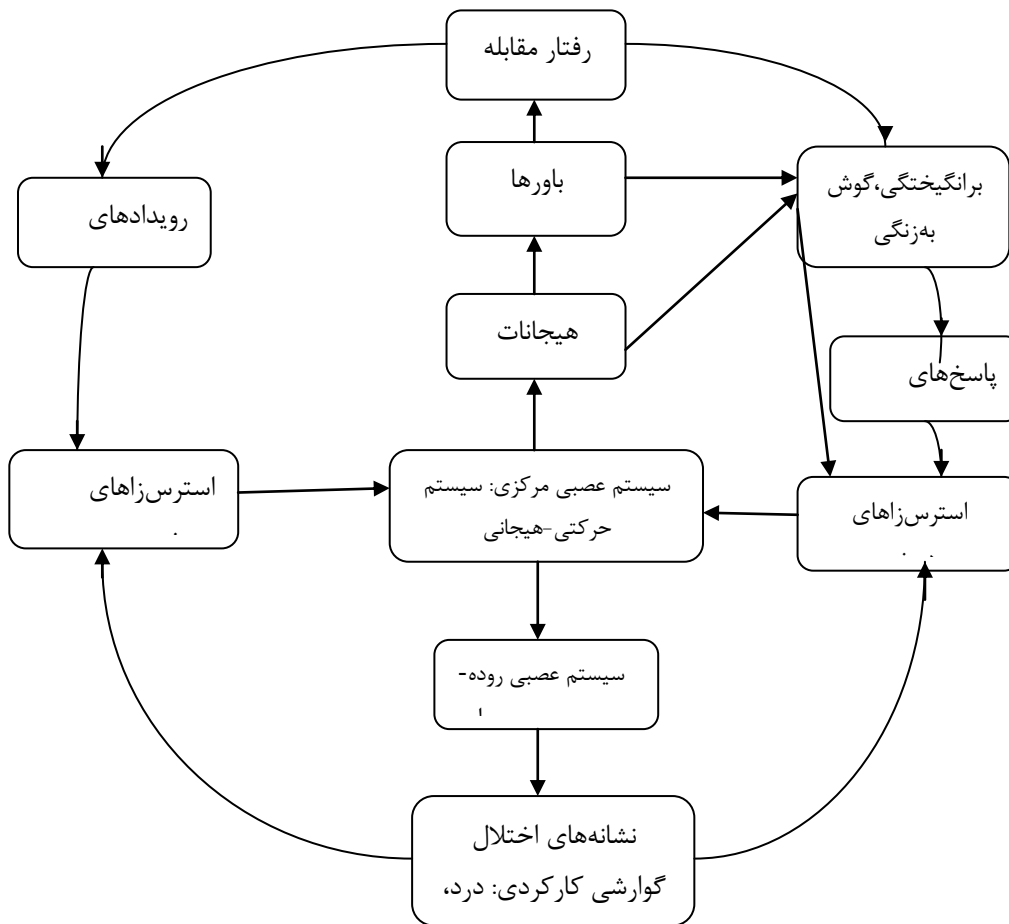 رفتار مقابله
باورها
برانگیختگی،گوش
به‌زنگی
رویدادهای
هیجانات
پاسخ‌های
استرس‌زاهای
سیستم عصبی مرکزی: سیستم
حرکتی-هیجانی
استرس‌زاهای
سیستم عصبی روده-
نشانه‌های اختلال
گوارشی کارکردی: درد،